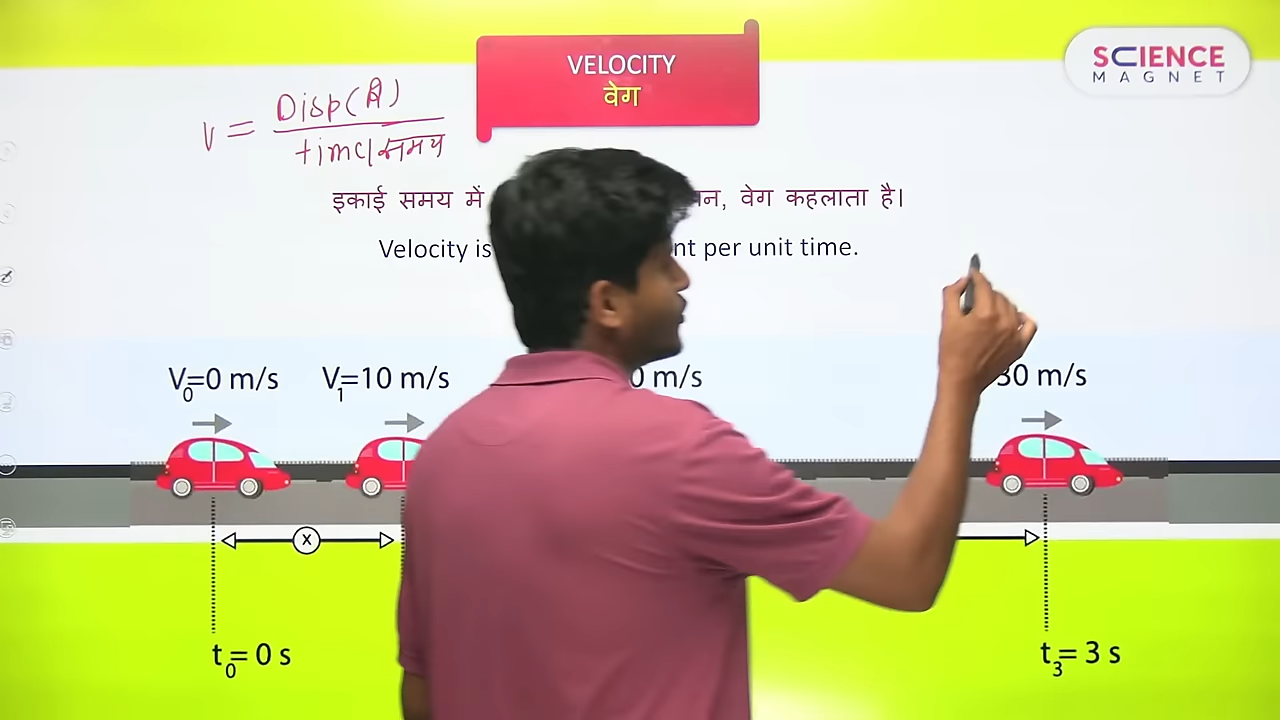 VELOCITY
वेग
SCIENCE
MAGNET
v = Disp(A)
time/समय
इकाई समय में न, वेग कहलाता है।
Velocity is nt per unit time.
V0=0 m/s V1=10 m/s 0 m/s 30 m/s
x
t0= 0 s t3= 3 s